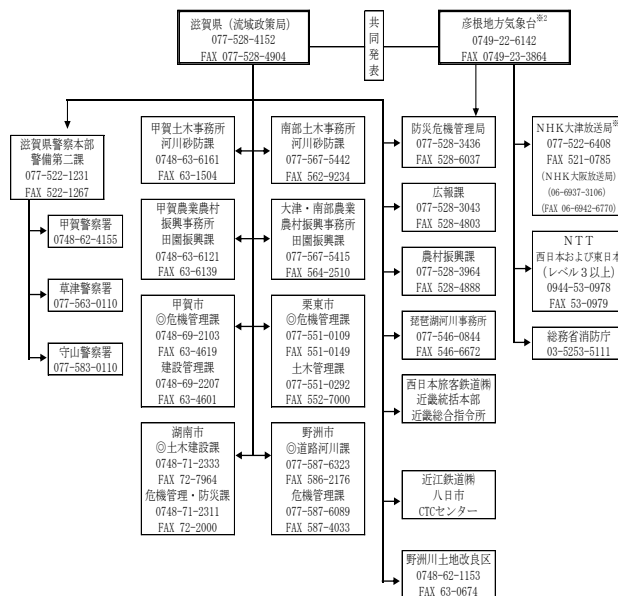 滋賀県（流域政策局）
077-528-4152
FAX 077-528-4904
共同発表
彦根地方気象台※2
0749-22-6142
FAX 0749-23-3864
滋賀県警察本部
警備第二課
077-522-1231
FAX 522-1267
甲賀警察署
0748-62-4155
草津警察署
077-563-0110
守山警察署
077-583-0110
甲賀土木事務所
河川砂防課
0748-63-6161
FAX 63-1504
甲賀農業農村
振興事務所
田園振興課
0748-63-6121
FAX 63-6139
甲賀市
◎危機管理課
0748-69-2103
FAX 63-4619
建設管理課
0748-69-2207
FAX 63-4601
湖南市
◎土木建設課
0748-71-2333
FAX 72-7964
危機管理・防災課
0748-71-2311
FAX 72-2000
南部土木事務所
河川砂防課
077-567-5442
FAX 562-9234
大津・南部農業
農村振興事務所
田園振興課
077-567-5415
FAX 564-2510
栗東市
◎危機管理課
077-551-0109
FAX 551-0149
土木管理課
077-551-0292
FAX 552-7000
野洲市
◎道路河川課
077-587-6323
FAX 586-2176
危機管理課
077-587-6089
FAX 587-4033
防災危機管理局
077-528-3436
FAX 528-6037
広報課
077-528-3043
FAX 528-4803
農村振興課
077-528-3964
FAX 528-4888
琵琶湖河川事務所
077-546-0844
FAX 546-6672
西日本旅客鉄道㈱
近畿統括本部
近畿総合指令所
近江鉄道㈱
八日市
CTCセンター
野洲川土地改良区
0748-62-1153
FAX 63-0674
NHK大津放送局※
077-522-6408
FAX 521-0785
(NHK大阪放送局)
(06-6937-3106)
(FAX 06-6942-6770)
NTT
西日本および東日本
(レベル３以上)
0944-53-0978
FAX 53-0979
総務省消防庁
03-5253-5111